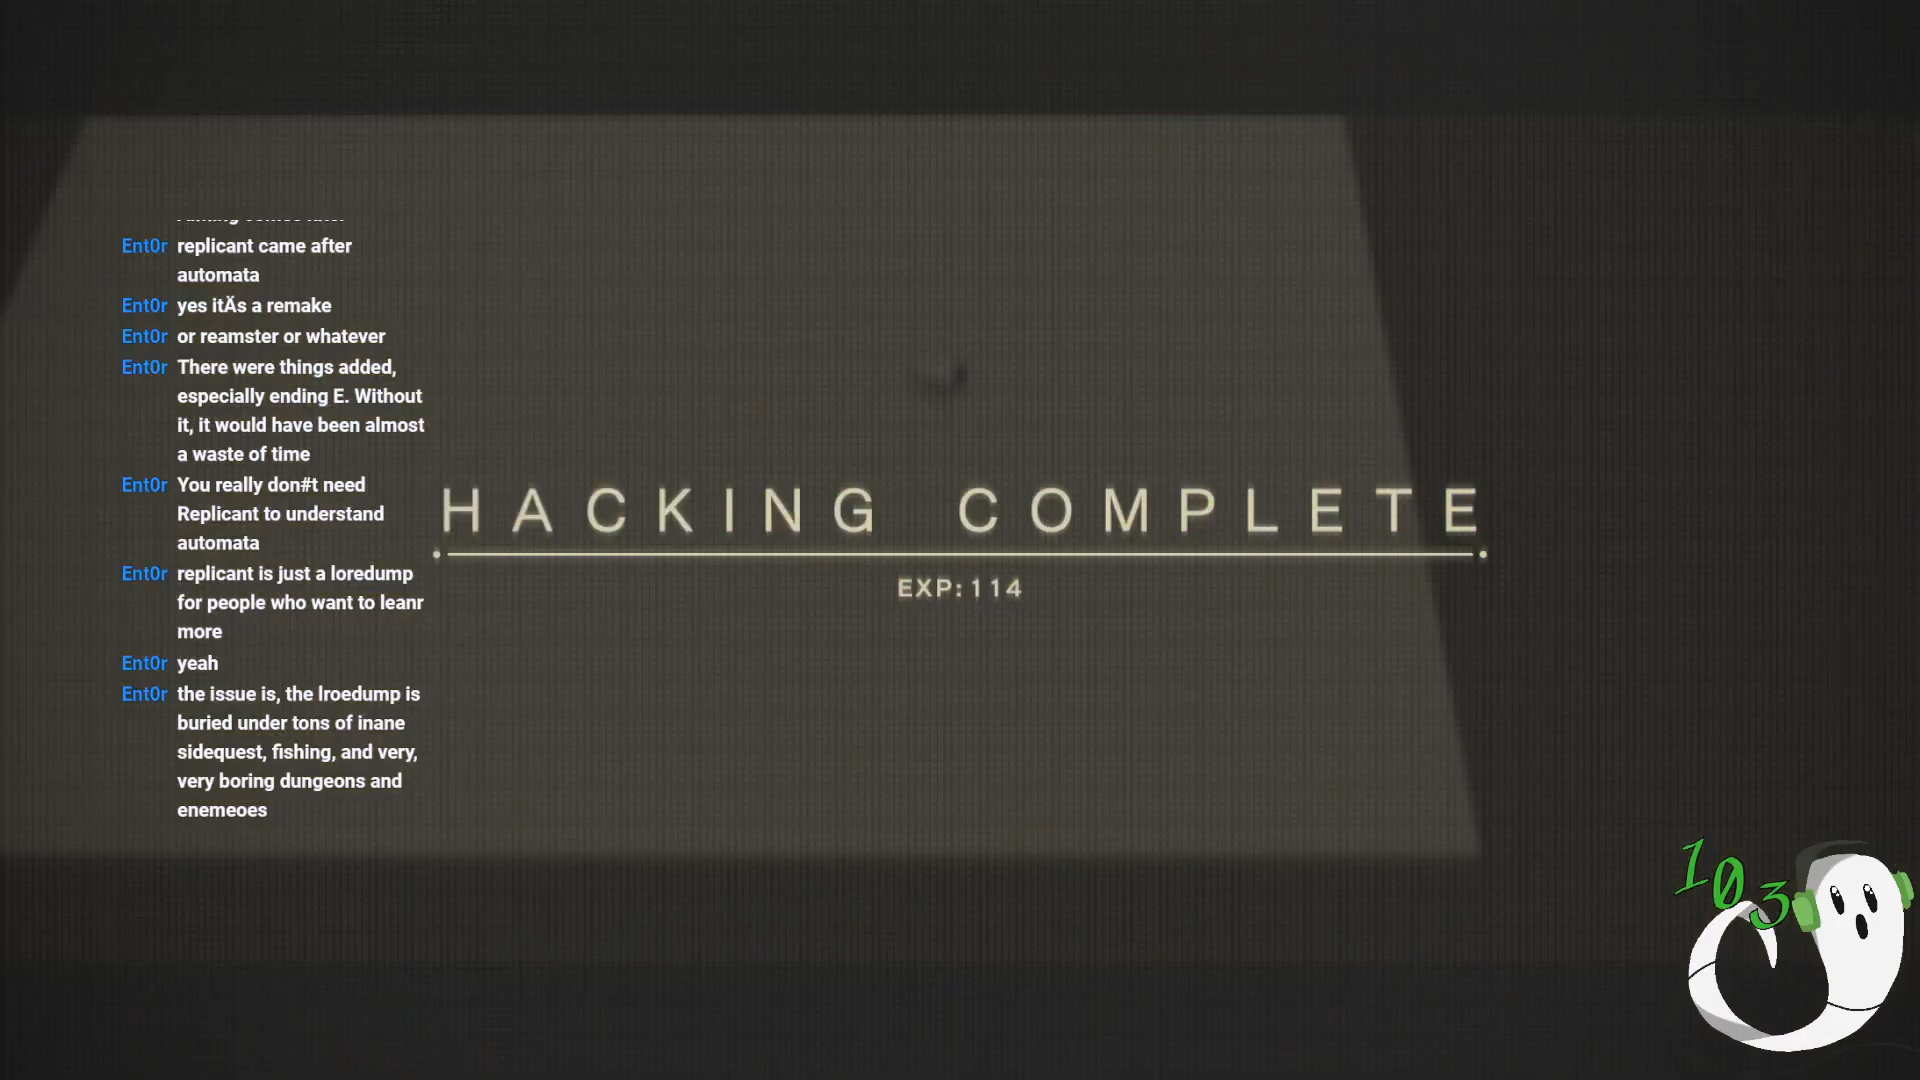 Ent0r replicant came after
automata
Ent0r yes itÄs a remake
Ent0r or reamster or whatever
Ent0r There were things added,
especially ending E. Without
it, it would have been almost
a waste of time
Ent0r You really don#t need
Replicant to understand
automata
Ent0r replicant is just a loredump
for people who want to leanr
more
Ent0r yeah
Ent0r the issue is, the lroedump is
buried under tons of inane
sidequest, fishing, and very,
very boring dungeons and
enemeoes
HACKING COMPLETE
EXP:114
103